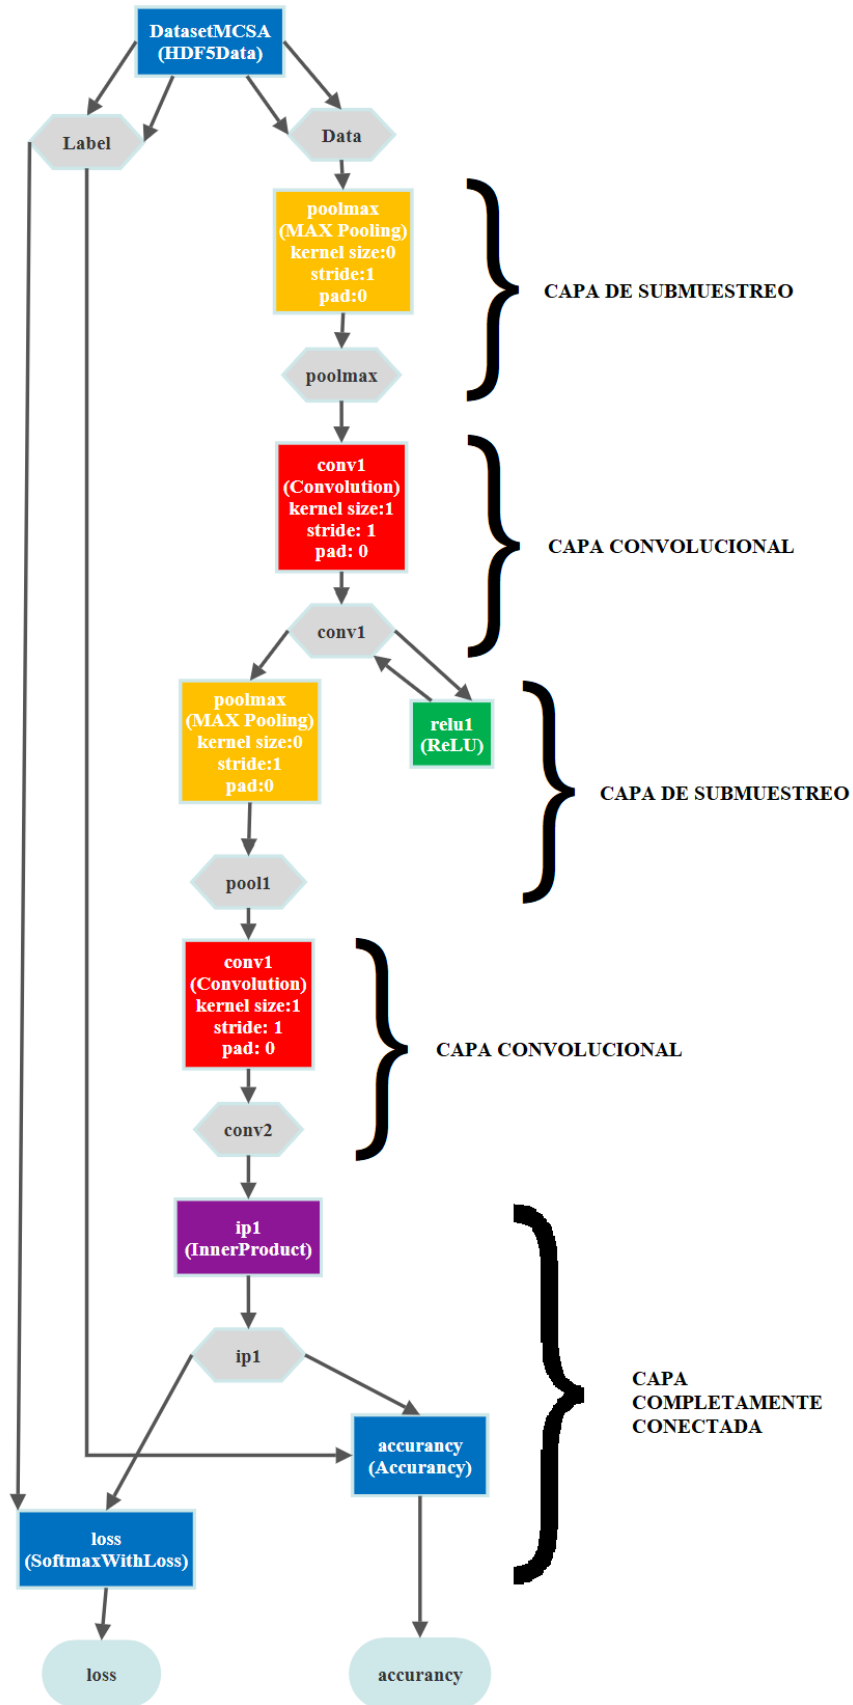 DatasetMCSA
(HDF5Data)
Label
Data
poolmax
(MAX Pooling)
kernel size:0
stride:1
pad:0
CAPA DE SUBMUESTREO
poolmax
conv1
(Convolution)
kernel size:1
stride: 1
pad: 0
CAPA CONVOLUCIONAL
conv1
poolmax
(MAX Pooling)
kernel size:0
stride:1
pad:0
relu1
(ReLU)
CAPA DE SUBMUESTREO
pool1
conv1
(Convolution)
kernel size:1
stride: 1
pad: 0
CAPA CONVOLUCIONAL
conv2
ip1
(InnerProduct)
ip1
CAPA
COMPLETAMENTE
CONECTADA
accurancy
(Accurancy)
loss
(SoftmaxWithLoss)
loss
accurancy